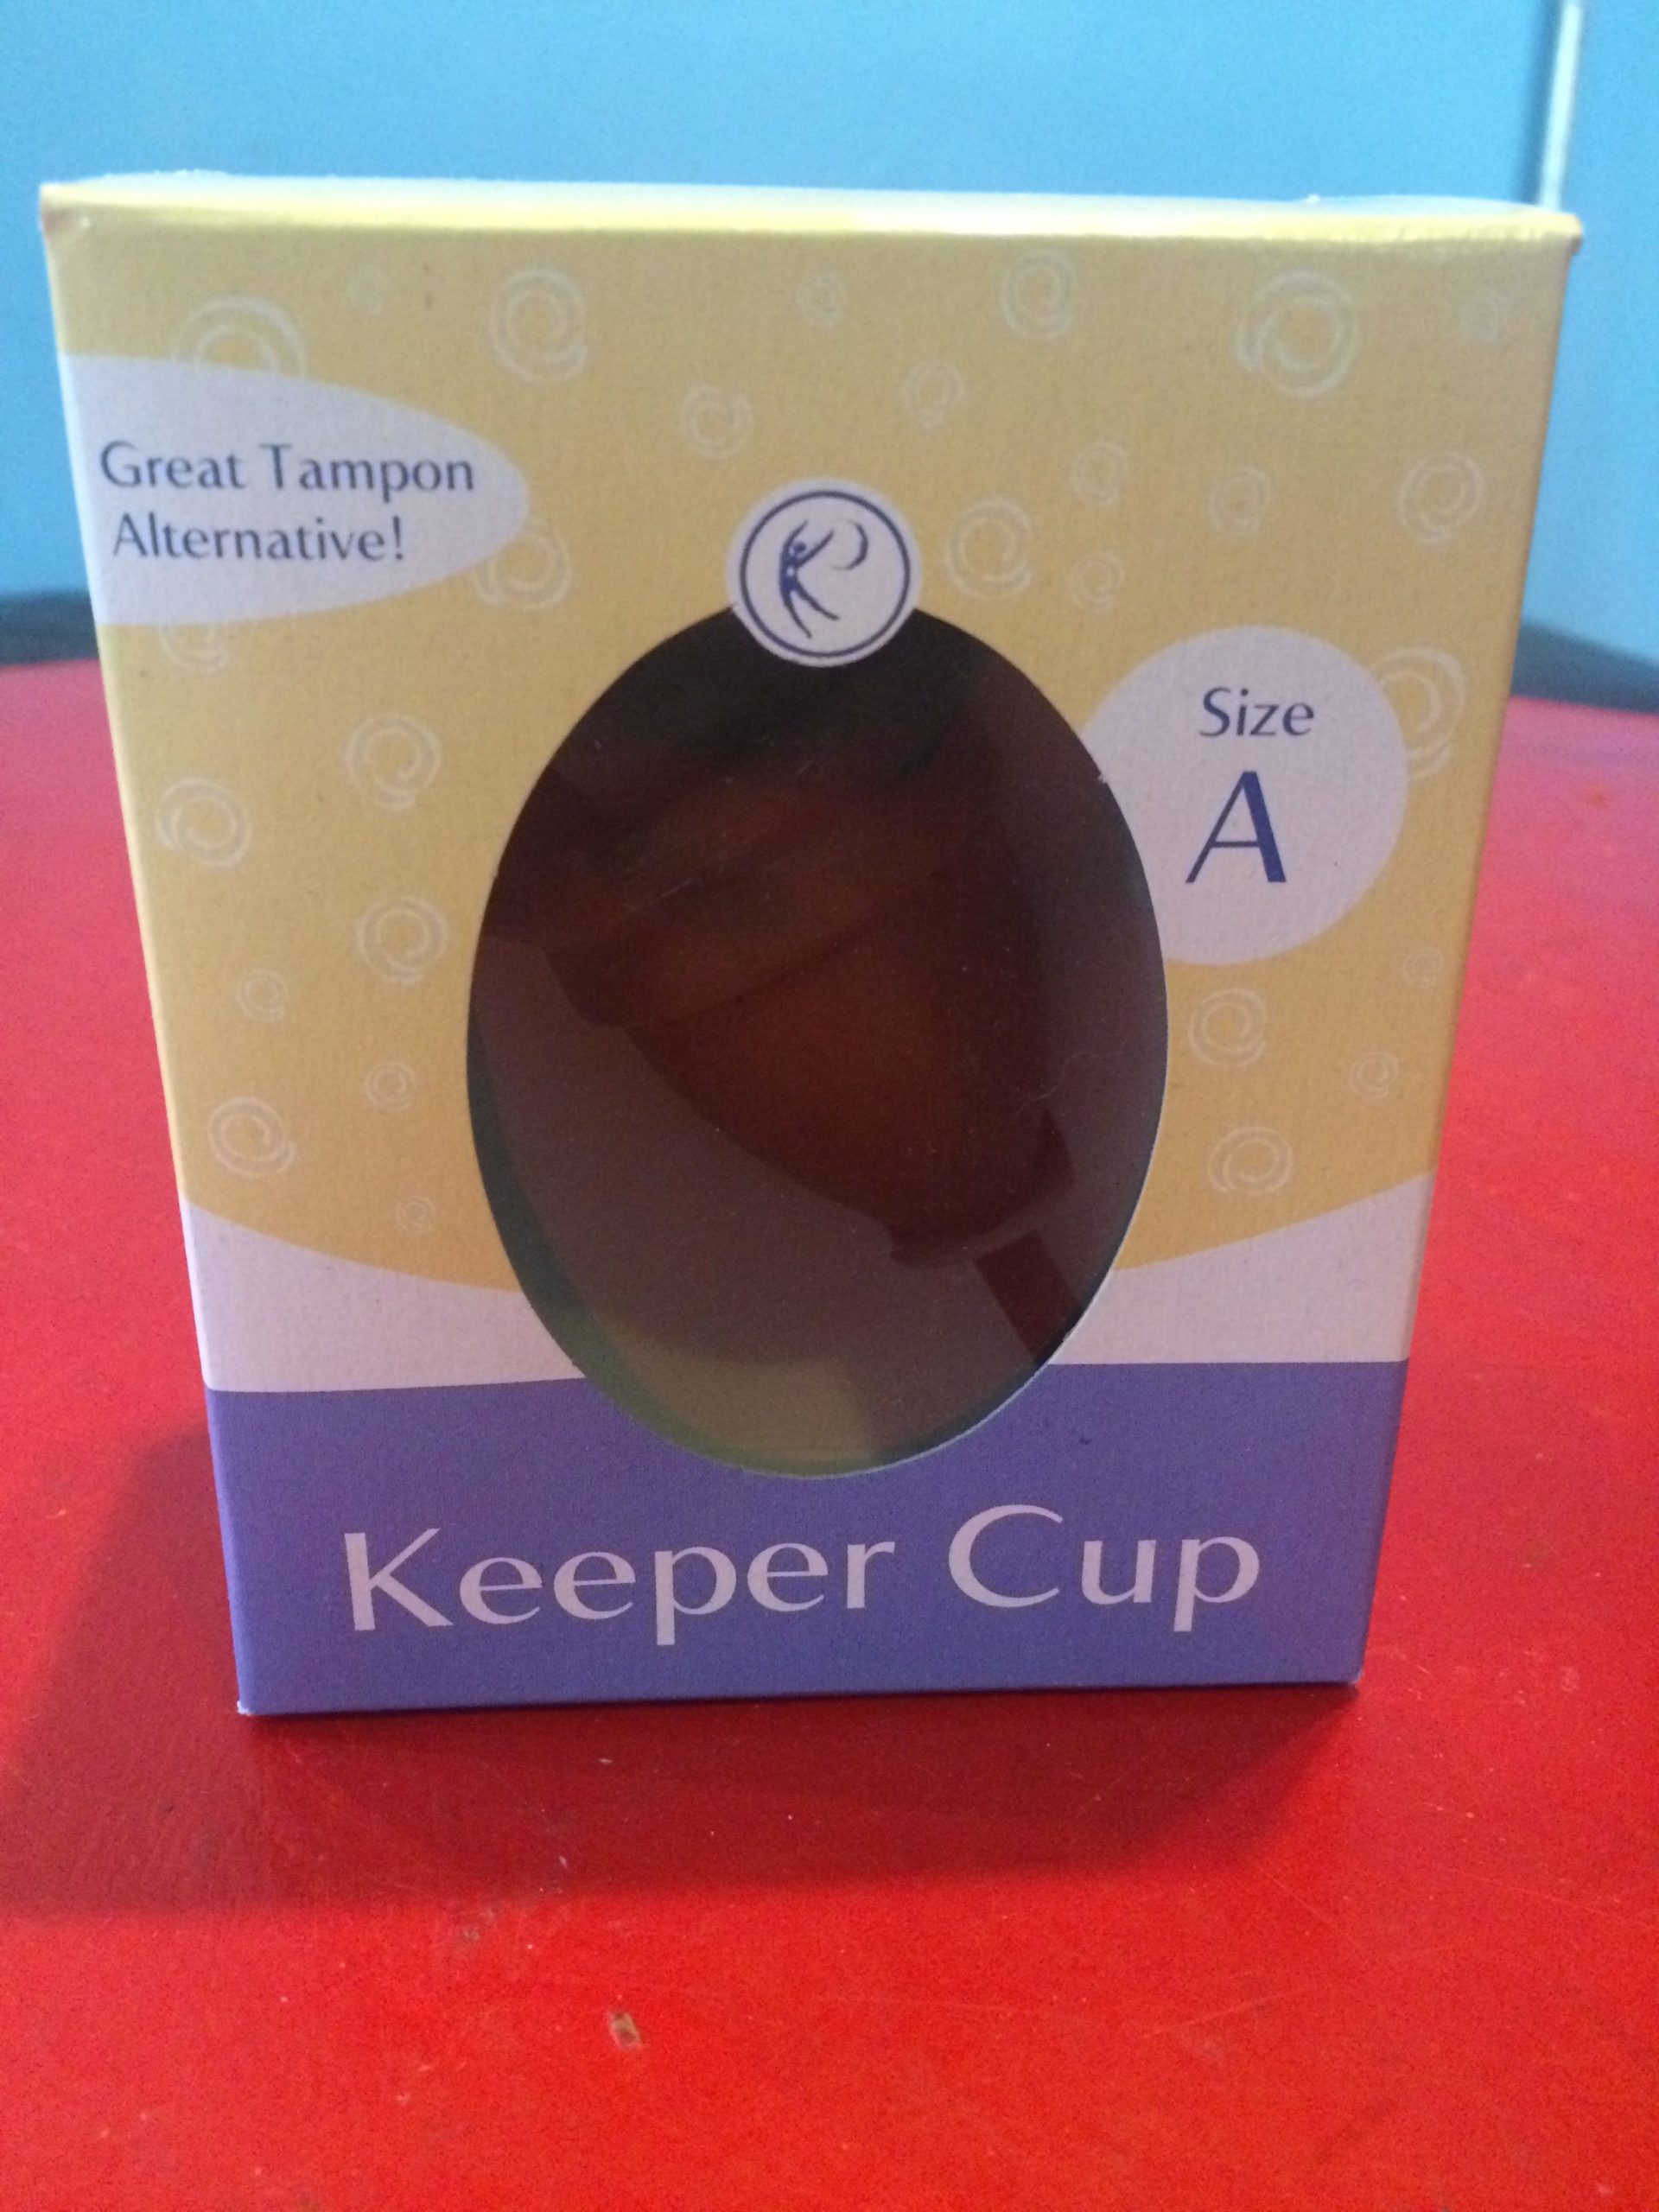 Great Tampon
Alternative!
Size
A
Keeper Cup